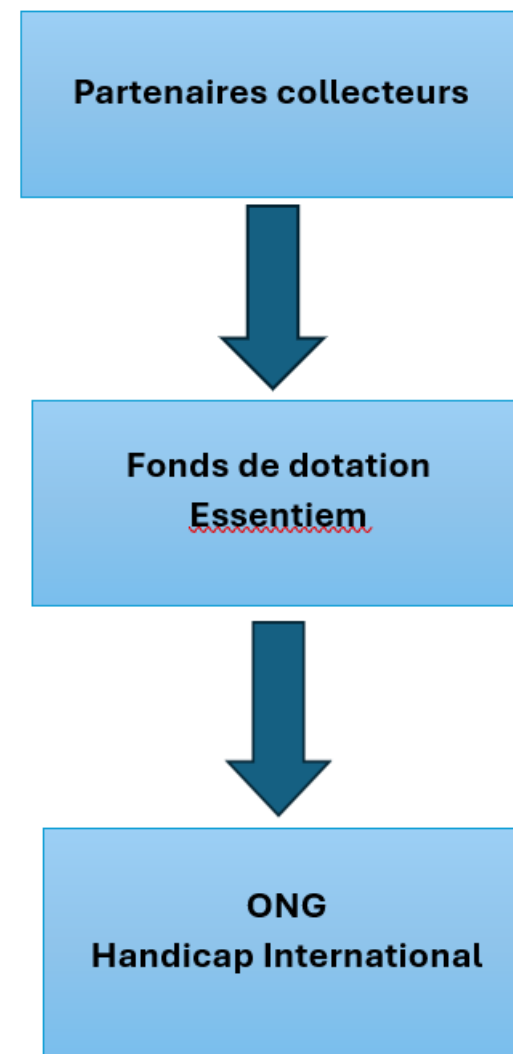 Partenaires collecteurs
Fonds de dotation
Essentiem
ONG
Handicap International